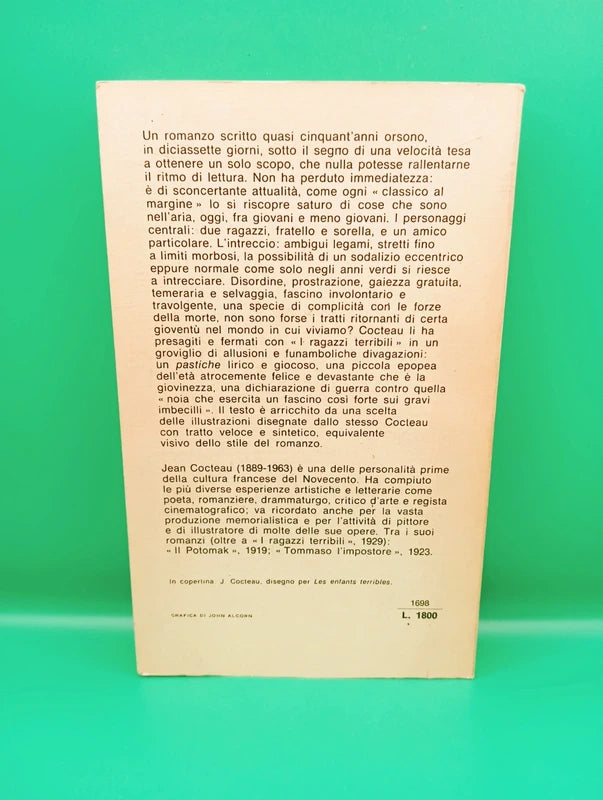 Un romanzo scritto quasi cinquant'anni orsono,
in diciassette giorni, sotto il segno di una velocità tesa
a ottenere un solo scopo, che nulla potesse rallentarne
il ritmo di lettura. Non ha perduto immediatezza:
è di sconcertante attualità, come ogni « classico al
margine » lo si riscopre saturo di cose che sono
nell'aria, oggi, fra giovani e meno giovani. I personaggi
centrali: due ragazzi, fratello e sorella, e un amico
particolare. L'intreccio: ambigui legami, stretti fino
a limiti morbosi, la possibilità di un sodalizio eccentrico
eppure normale come solo negli anni verdi si riesce
a intrecciare. Disordine, prostrazione, gaiezza gratuita,
temeraria e selvaggia, fascino involontario e
travolgente, una specie di complicità con le forze
della morte, non sono forse i tratti ritornanti di certa
gioventù nel mondo in cui viviamo? Cocteau li ha
presagiti e fermati con « I ragazzi terribili » in un
groviglio di allusioni e funamboliche divagazioni:
un pastiche lirico e giocoso, una piccola epopea
dell'età atrocemente felice e devastante che è la
giovinezza, una dichiarazione di guerra contro quella
« noia che esercita un fascino così forte sui gravi
imbecilli ». Il testo è arricchito da una scelta
delle illustrazioni disegnate dallo stesso Cocteau
con tratto veloce e sintetico, equivalente
visivo dello stile del romanzo.
Jean Cocteau (1889-1963) è una delle personalità prime
della cultura francese del Novecento. Ha compiuto
le più diverse esperienze artistiche e letterarie come
poeta, romanziere, drammaturgo, critico d'arte e regista
cinematografico; va ricordato anche per la vasta
produzione memorialistica e per l'attività di pittore
e di illustratore di molte delle sue opere. Tra i suoi
romanzi (oltre a « I ragazzi terribili », 1929):
« Il Potomak », 1919; « Tommaso l'impostore », 1923.
In copertina J. Cocteau, disegno per Les enfants terribles.
GRAFICA DI JOHN ALCORN
1698
L. 1800